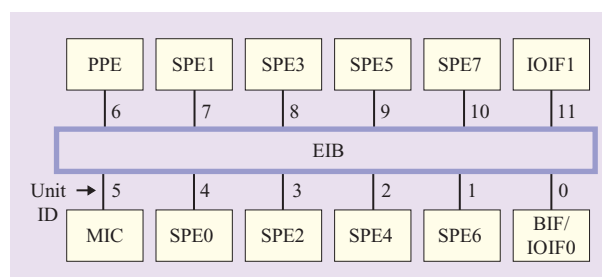 PPE SPE1 SPE3 SPE5 SPE7 IOIF1
6 7 8 9 10 11
EIB
Unit ID → 5 4 3 2 1 0
MIC SPE0 SPE2 SPE4 SPE6 BIF/
IOIF0